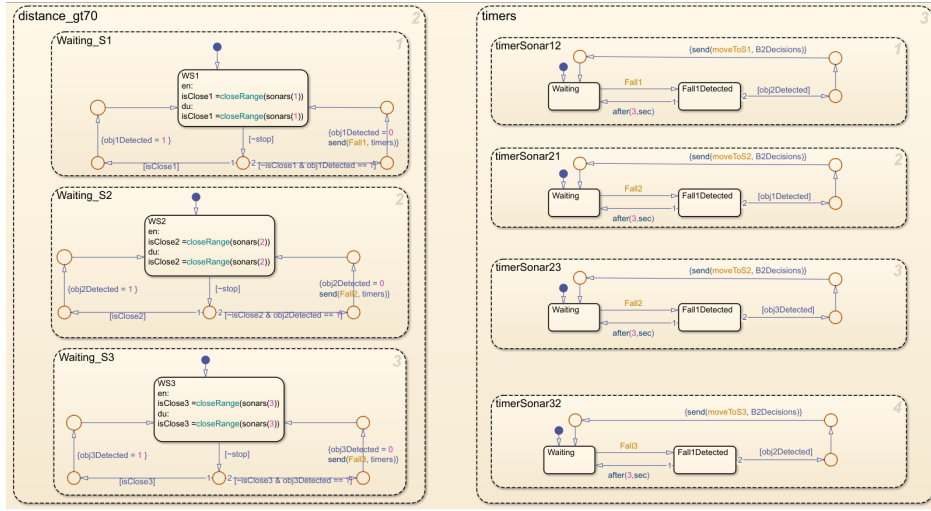 distance_gt70
2
Waiting_S1
1
WS1
en:
isClose1 =closeRange(sonars(1))
du:
isClose1 =closeRange(sonars(1))
{obj1Detected = 1 }
[~stop]
{obj1Detected = 0
send(Fall1, timers)}
[isClose1]
1
2
[~isClose1 & obj1Detected == 1]
Waiting_S2
2
WS2
en:
isClose2 =closeRange(sonars(2))
du:
isClose2 =closeRange(sonars(2))
{obj2Detected = 1 }
[~stop]
{obj2Detected = 0
send(Fall2, timers)}
[isClose2]
1
2
[~isClose2 & obj2Detected == 1]
Waiting_S3
3
WS3
en:
isClose3 =closeRange(sonars(3))
du:
isClose3 =closeRange(sonars(3))
{obj3Detected = 1 }
[~stop]
{obj3Detected = 0
send(Fall3, timers)}
[isClose3]
1
2
[~isClose3 & obj3Detected == 1]
timers
3
timerSonar12
1
{send(moveToS1, B2Decisions)}
Waiting
Fall1
Fall1Detected
[obj2Detected]
1
2
after(3,sec)
timerSonar21
2
{send(moveToS2, B2Decisions)}
Waiting
Fall2
Fall1Detected
[obj1Detected]
1
2
after(3,sec)
timerSonar23
3
{send(moveToS2, B2Decisions)}
Waiting
Fall2
Fall1Detected
[obj3Detected]
1
2
after(3,sec)
timerSonar32
4
{send(moveToS3, B2Decisions)}
Waiting
Fall3
Fall1Detected
[obj2Detected]
1
2
after(3,sec)